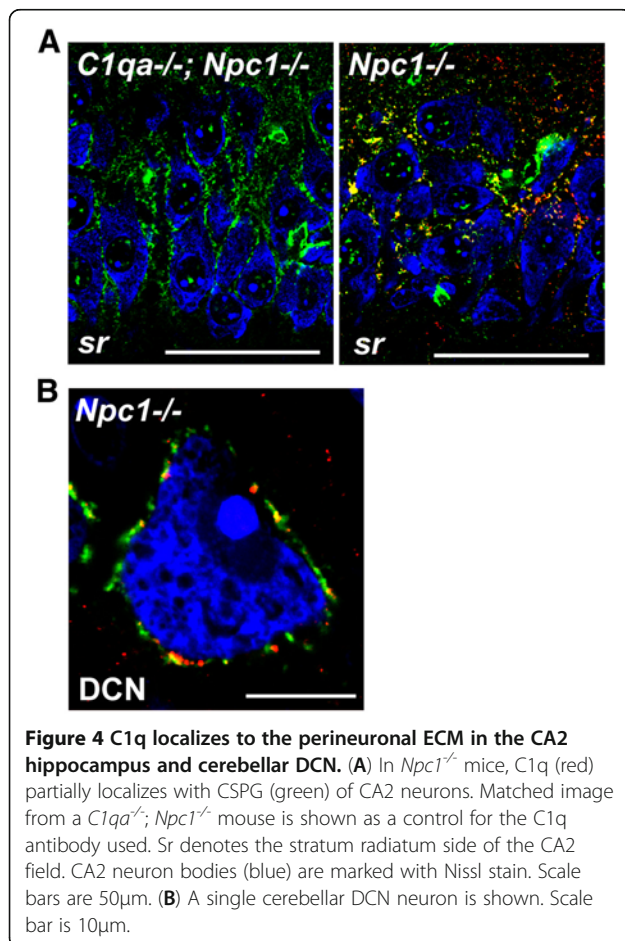 A
C1qa-/-; Npc1-/-
Npc1-/-
sr
sr
B
Npc1-/-
DCN
Figure 4 C1q localizes to the perineuronal ECM in the CA2
hippocampus and cerebellar DCN. (A) In Npc1-/- mice, C1q (red)
partially localizes with CSPG (green) of CA2 neurons. Matched image
from a C1qa-/-; Npc1-/- mouse is shown as a control for the C1q
antibody used. Sr denotes the stratum radiatum side of the CA2
field. CA2 neuron bodies (blue) are marked with Nissl stain. Scale
bars are 50μm. (B) A single cerebellar DCN neuron is shown. Scale
bar is 10μm.